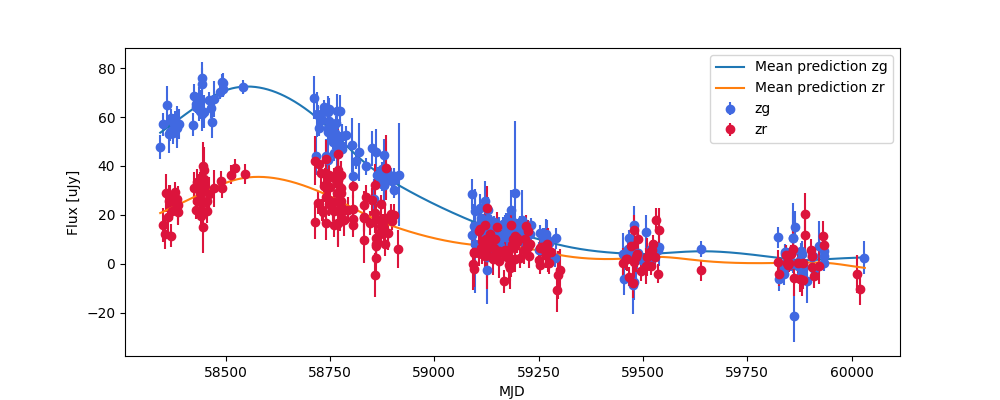 Flux [uJy]
80
60
40
20
0
−20
58500
58750
59000
59250
59500
59750
60000
MJD
Mean prediction zg
Mean prediction zr
zg
zr